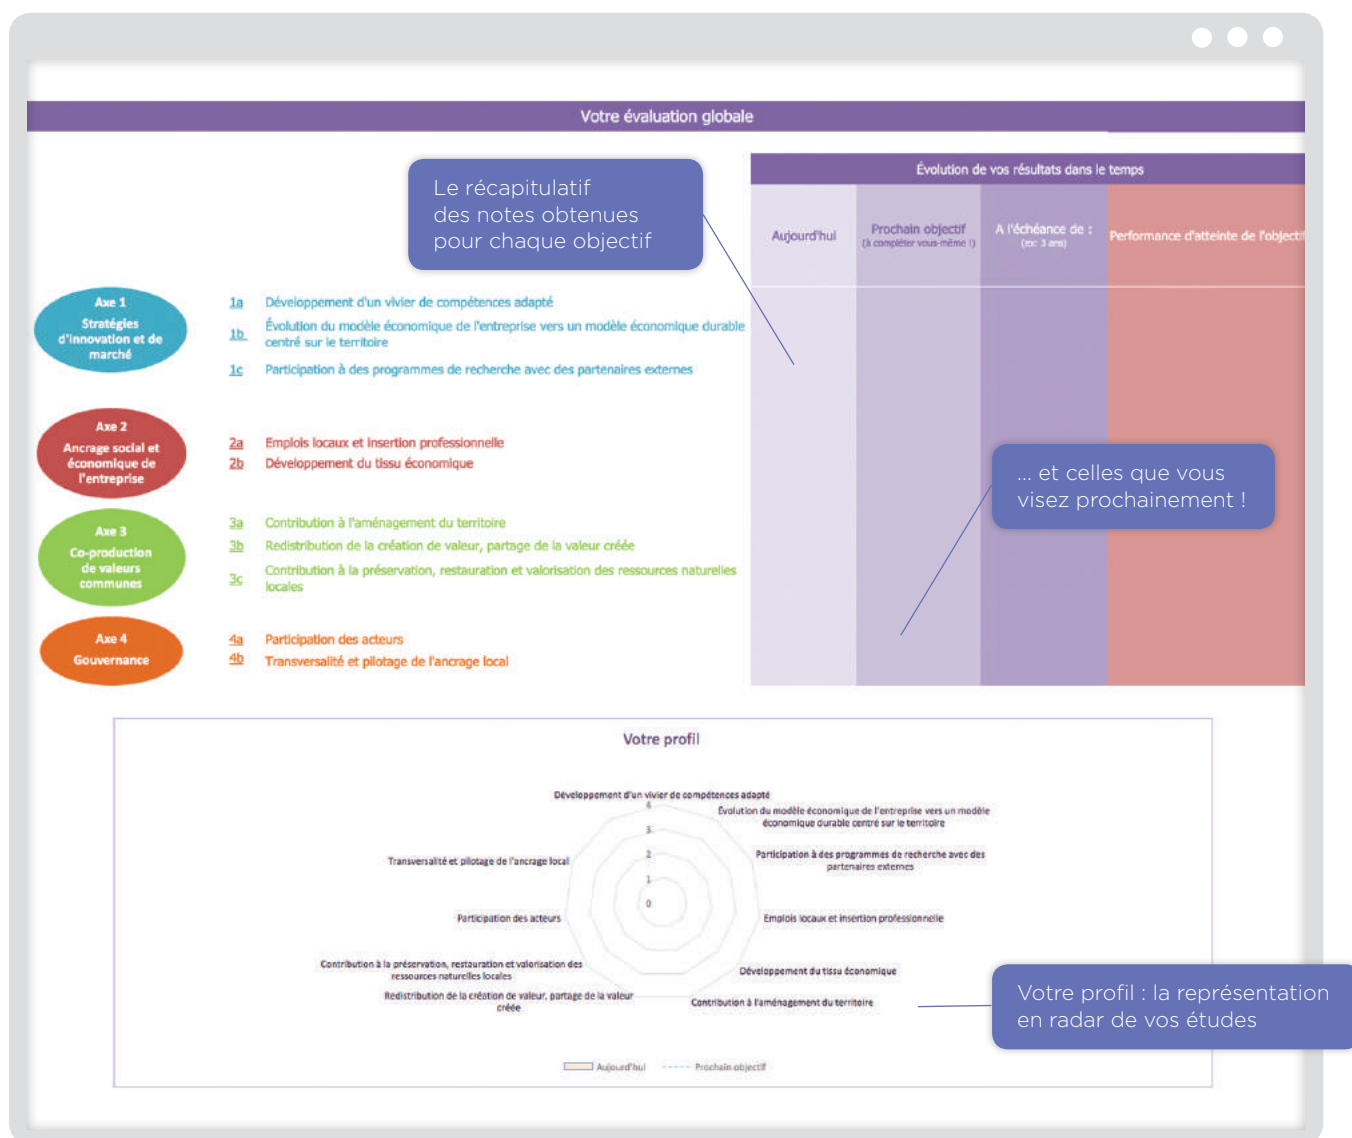 Votre évaluation globale
Le récapitulatif
des notes obtenues
pour chaque objectif
Évolution de vos résultats dans le temps
Aujourd'hui
Prochain objectif
(à compléter vous-même !)
A l'échéance de :
(ex: 3 ans)
Performance d'atteinte de l'objectif
Axe 1
Stratégies
d'innovation et de
marché
1a Développement d'un vivier de compétences adapté
1b Évolution du modèle économique de l'entreprise vers un modèle économique durable
centré sur le territoire
1c Participation à des programmes de recherche avec des partenaires externes
Axe 2
Ancrage social et
économique de
l'entreprise
2a Emplois locaux et insertion professionnelle
2b Développement du tissu économique
... et celles que vous
visez prochainement !
Axe 3
Co-production
de valeurs
communes
3a Contribution à l'aménagement du territoire
3b Redistribution de la création de valeur, partage de la valeur créée
3c Contribution à la préservation, restauration et valorisation des ressources naturelles
locales
Axe 4
Gouvernance
4a Participation des acteurs
4b Transversalité et pilotage de l'ancrage local
Votre profil
Développement d'un vivier de compétences adapté
Évolution du modèle économique de l'entreprise vers un modèle
économique durable centré sur le territoire
Participation à des programmes de recherche avec des
partenaires externes
Emplois locaux et insertion professionnelle
Développement du tissu économique
Contribution à l'aménagement du territoire
Redistribution de la création de valeur, partage de la valeur
créée
Contribution à la préservation, restauration et valorisation des
ressources naturelles locales
Participation des acteurs
Transversalité et pilotage de l'ancrage local
4
3
2
1
0
Aujourd'hui
Prochain objectif
Votre profil : la représentation
en radar de vos études